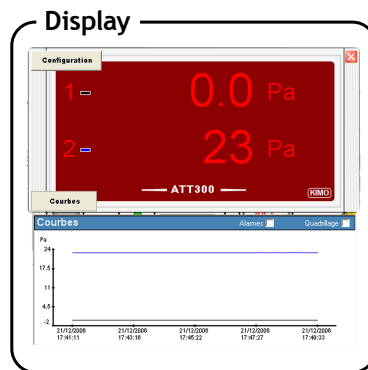 Display
Configuration
1 0.0 Pa
2 23 Pa
ATT300
KIMO
Courbes
Courbes Alarmes Quadrillage
Pa
24
17.5
11
4.5
-2
21/12/2006 21/12/2006 21/12/2006 21/12/2006 21/12/2006
17:41:11 17:43:16 17:45:22 17:47:27 17:49:33